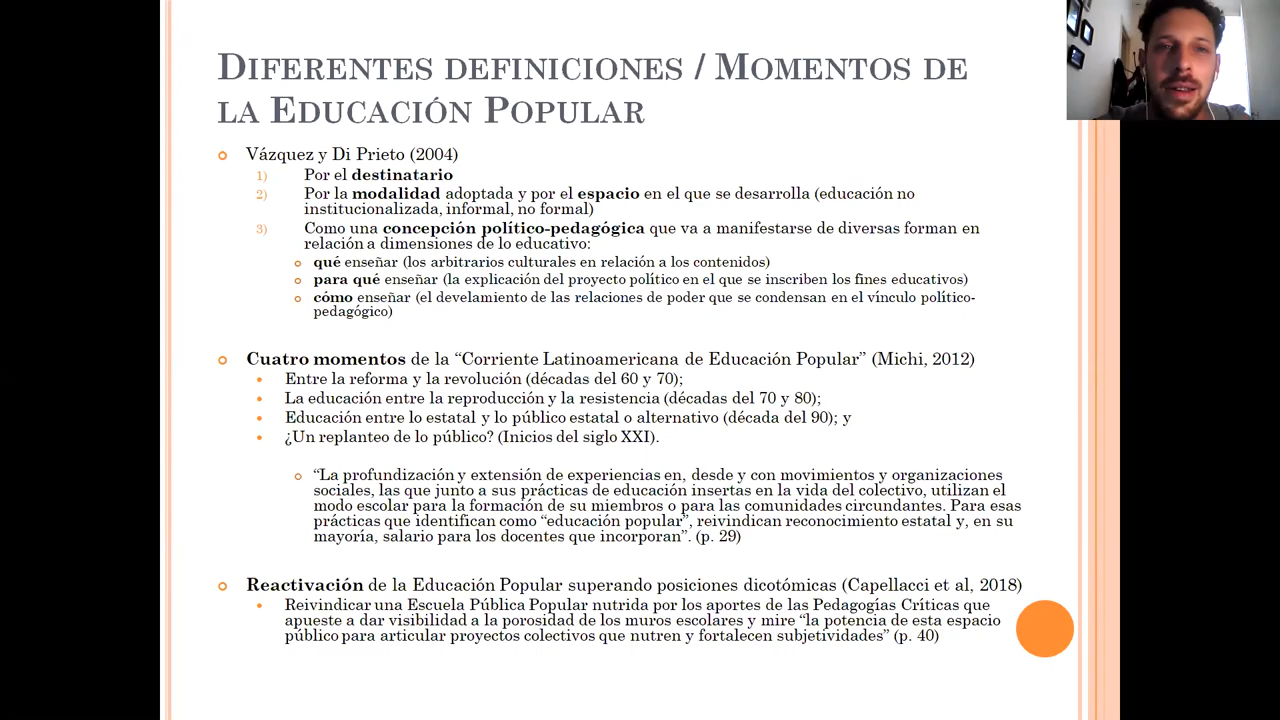 DIFERENTES DEFINICIONES / MOMENTOS DE
LA EDUCACIÓN POPULAR
Vázquez y Di Prieto (2004)
1) Por el destinatario
2) Por la modalidad adoptada y por el espacio en el que se desarrolla (educación no
institucionalizada, informal, no formal)
3) Como una concepción político-pedagógica que va a manifestarse de diversas forman en
relación a dimensiones de lo educativo:
qué enseñar (los arbitrarios culturales en relación a los contenidos)
para qué enseñar (la explicación del proyecto político en el que se inscriben los fines educativos)
cómo enseñar (el develamiento de las relaciones de poder que se condensan en el vínculo político-
pedagógico)
Cuatro momentos de la “Corriente Latinoamericana de Educación Popular” (Michi, 2012)
Entre la reforma y la revolución (décadas del 60 y 70);
La educación entre la reproducción y la resistencia (décadas del 70 y 80);
Educación entre lo estatal y lo público estatal o alternativo (década del 90); y
¿Un replanteo de lo público? (Inicios del siglo XXI).
“La profundización y extensión de experiencias en, desde y con movimientos y organizaciones
sociales, las que junto a sus prácticas de educación insertas en la vida del colectivo, utilizan el
modo escolar para la formación de su miembros o para las comunidades circundantes. Para esas
prácticas que identifican como “educación popular”, reivindican reconocimiento estatal y, en su
mayoría, salario para los docentes que incorporan”. (p. 29)
Reactivación de la Educación Popular superando posiciones dicotómicas (Capellacci et al, 2018)
Reivindicar una Escuela Pública Popular nutrida por los aportes de las Pedagogías Críticas que
apueste a dar visibilidad a la porosidad de los muros escolares y mire “la potencia de esta espacio
público para articular proyectos colectivos que nutren y fortalecen subjetividades” (p. 40)